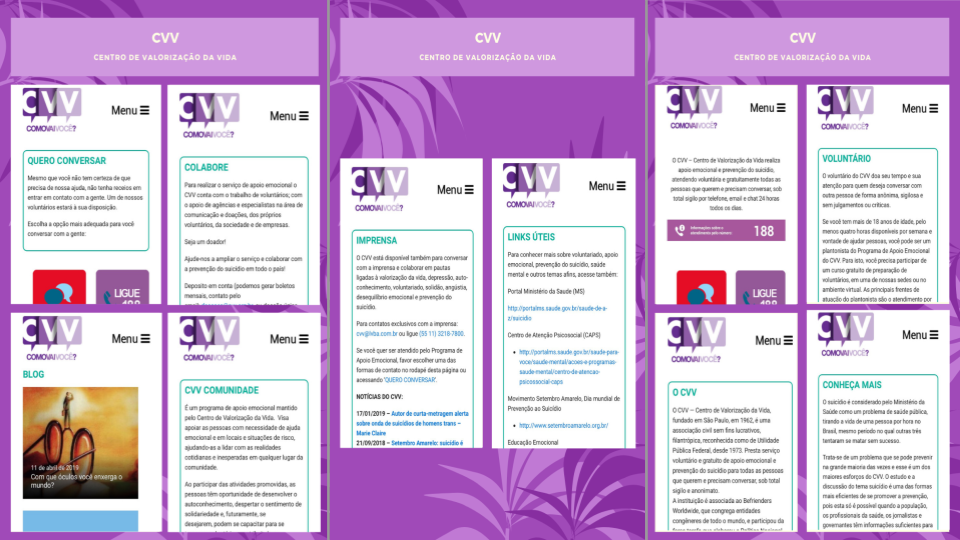 CVV
CENTRO DE VALORIZAÇÃO DA VIDA
CVV
COMOVAIVOCÊ?
Menu
QUERO CONVERSAR
Mesmo que você não tem certeza de que
precisa de nossa ajuda, não tenha receios em
entrar em contato com a gente. Um de nossos
voluntários estará à sua disposição.
Escolha a opção mais adequada para você
conversar com a gente:
LIGUE
188
CVV
COMOVAIVOCÊ?
Menu
COLABORE
Para realizar o serviço de apoio emocional o
CVV conta com o trabalho de voluntários; com
o apoio de agências e especialistas na área de
comunicação e doações, dos próprios
voluntários, da sociedade e de empresas.
Seja um doador!
Ajude-nos a ampliar o serviço e colaborar com
a prevenção do suicídio em todo o país!
Deposito em conta (podemos gerar boletos
mensais, contato pelo
CVV
COMOVAIVOCÊ?
Menu
BLOG
11 de abril de 2019
Com que óculos você enxerga o
mundo?
CVV
COMOVAIVOCÊ?
Menu
CVV COMUNIDADE
É um programa de apoio emocional mantido
pelo Centro de Valorização da Vida. Visa
apoiar as pessoas com necessidade de ajuda
emocional e em locais e situações de risco,
ajudando-as a lidar com as realidades
cotidianas e inesperadas em qualquer lugar da
comunidade.
Ao participar das atividades promovidas, as
pessoas têm oportunidade de desenvolver o
autoconhecimento, despertar o sentimento de
solidariedade e, futuramente, se
desejarem, podem se capacitar para se
CVV
CENTRO DE VALORIZAÇÃO DA VIDA
CVV
COMOVAIVOCÊ?
Menu
IMPRENSA
O CVV está disponível também para conversar
com a imprensa e colaborar em pautas
ligadas à valorização da vida, depressão, auto-
conhecimento, voluntariado, solidão, angústia,
desequilíbrio emocional e prevenção do
suicídio.
Para contatos exclusivos com a imprensa:
cvv@lvba.com.br ou ligue (55 11) 3218-7800.
Se você quer ser atendido pelo Programa de
Apoio Emocional, favor escolher uma das
formas de contato no rodapé desta página ou
acessando 'QUERO CONVERSAR'.
NOTÍCIAS DO CVV:
17/01/2019 – Autor de curta-metragem alerta
sobre onda de suicídios de homens trans –
Marie Claire
21/09/2018 – Setembro Amarelo: suicídio é
CVV
COMOVAIVOCÊ?
Menu
LINKS ÚTEIS
Para conhecer mais sobre voluntariado, apoio
emocional, prevenção do suicídio, saúde
mental e outros temas afins, acesse também:
Portal Ministério da Saude (MS)
http://portalms.saude.gov.br/saude-de-a-
z/suicidio
Centro de Atenção Psicosocial (CAPS)
http://portalms.saude.gov.br/saude-para-
voce/saude-mental/acoes-e-programas-
saude-mental/centro-de-atencao-
psicossocial-caps
Movimento Setembro Amarelo, Dia mundial de
Prevenção ao Suicídio
http://www.setembroamarelo.org.br/
Educação Emocional
CVV
CENTRO DE VALORIZAÇÃO DA VIDA
CVV
COMOVAIVOCÊ?
Menu
O CVV – Centro de Valorização da Vida realiza
apoio emocional e prevenção do suicídio,
atendendo voluntária e gratuitamente todas as
pessoas que querem e precisam conversar, sob
total sigilo por telefone, email e chat 24 horas
todos os dias.
Informações sobre o
atendimento pelo número
188
LIGUE
188
CVV
COMOVAIVOCÊ?
Menu
VOLUNTÁRIO
O voluntário do CVV doa seu tempo e sua
atenção para quem deseja conversar com
outra pessoa de forma anônima, sigilosa e
sem julgamentos ou críticas.
Se você tem mais de 18 anos de idade, pelo
menos quatro horas disponíveis por semana e
vontade de ajudar pessoas, você pode ser um
plantonista do Programa de Apoio Emocional
do CVV. Para isto, você precisa participar de
um curso gratuito de preparação de
voluntários, em uma de nossas sedes ou no
ambiente virtual. As principais frentes de
atuação do plantonista são o atendimento por
CVV
COMOVAIVOCÊ?
Menu
O CVV
O CVV — Centro de Valorização da Vida,
fundado em São Paulo, em 1962, é uma
associação civil sem fins lucrativos,
filantrópica, reconhecida como de Utilidade
Pública Federal, desde 1973. Presta serviço
voluntário e gratuito de apoio emocional e
prevenção do suicídio para todas as pessoas
que querem e precisam conversar, sob total
sigilo e anonimato.
A instituição é associada ao Befrienders
Worldwide, que congrega entidades
congêneres de todo o mundo, e participou da
CVV
COMOVAIVOCÊ?
Menu
CONHEÇA MAIS
O suicídio é considerado pelo Ministério da
Saúde como um problema de saúde pública,
tirando a vida de uma pessoa por hora no
Brasil, mesmo período no qual outras três
tentaram se matar sem sucesso.
Trata-se de um problema que se pode prevenir
na grande maioria das vezes e esse é um dos
maiores esforços do CVV. O estudo e a
discussão do tema suicídio é uma das formas
mais eficientes de se promover a prevenção,
pois esta só é possível quando a população,
os profissionais da saúde, os jornalistas e
governantes têm informações suficientes para